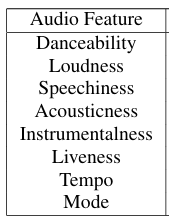 Audio Feature
Danceability
Loudness
Speechiness
Acousticness
Instrumentalness
Liveness
Tempo
Mode